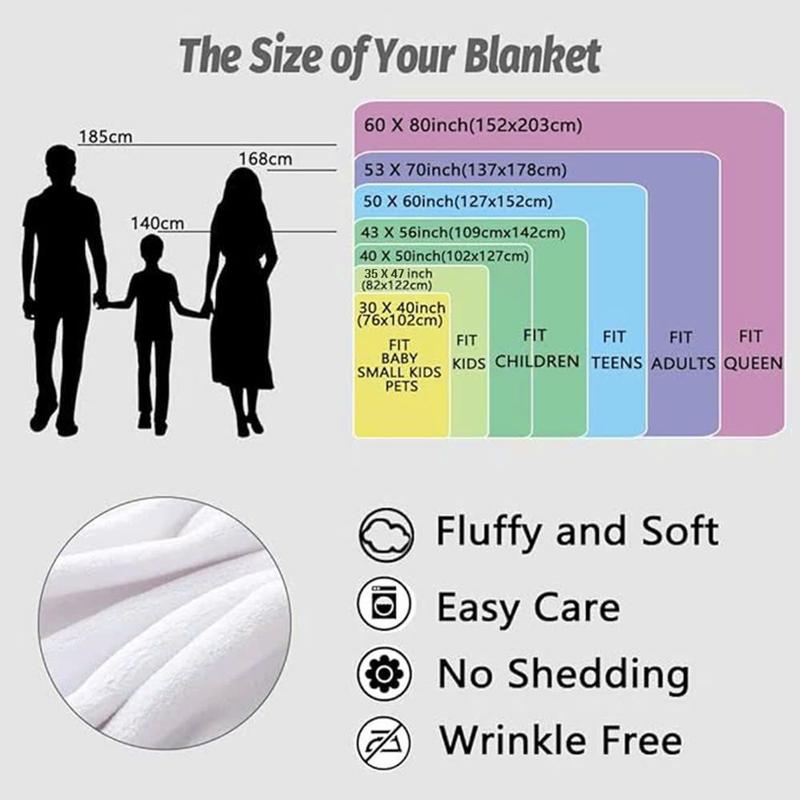 The Size of Your Blanket
185cm
168cm
140cm
60 X 80inch(152x203cm)
53 X 70inch(137x178cm)
50 X 60inch(127x152cm)
43 X 56inch(109cmx142cm)
40 X 50inch(102x127cm)
35 X 47 inch
(82x122cm)
30 X 40inch
(76x102cm)
FIT
BABY
SMALL KIDS
PETS
FIT
KIDS
FIT
CHILDREN
FIT
TEENS
FIT
ADULTS
FIT
QUEEN
Fluffy and Soft
Easy Care
No Shedding
Wrinkle Free